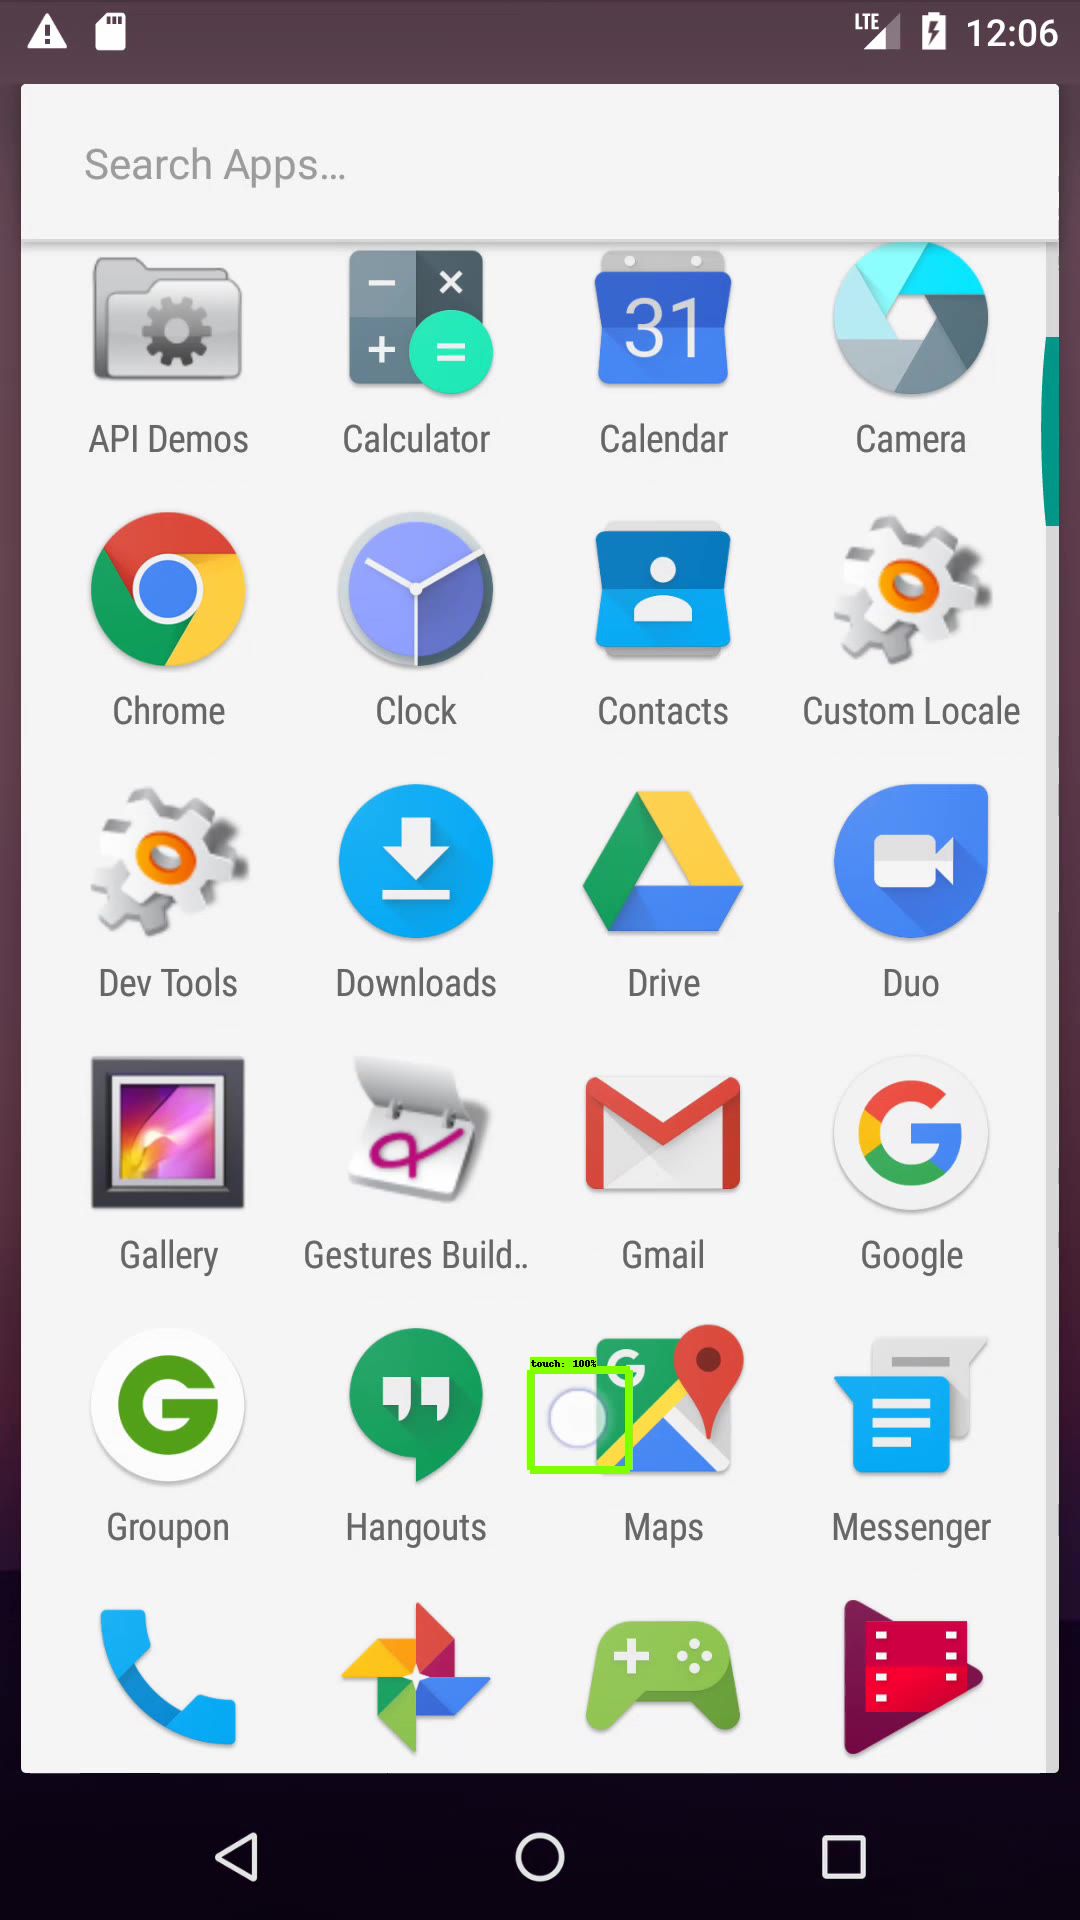 LTE 12:06
Search Apps...
31
API Demos Calculator Calendar Camera
Chrome Clock Contacts Custom Locale
Dev Tools Downloads Drive Duo
Gallery Gestures Build.. Gmail Google
touch: 100%
Groupon Hangouts Maps Messenger